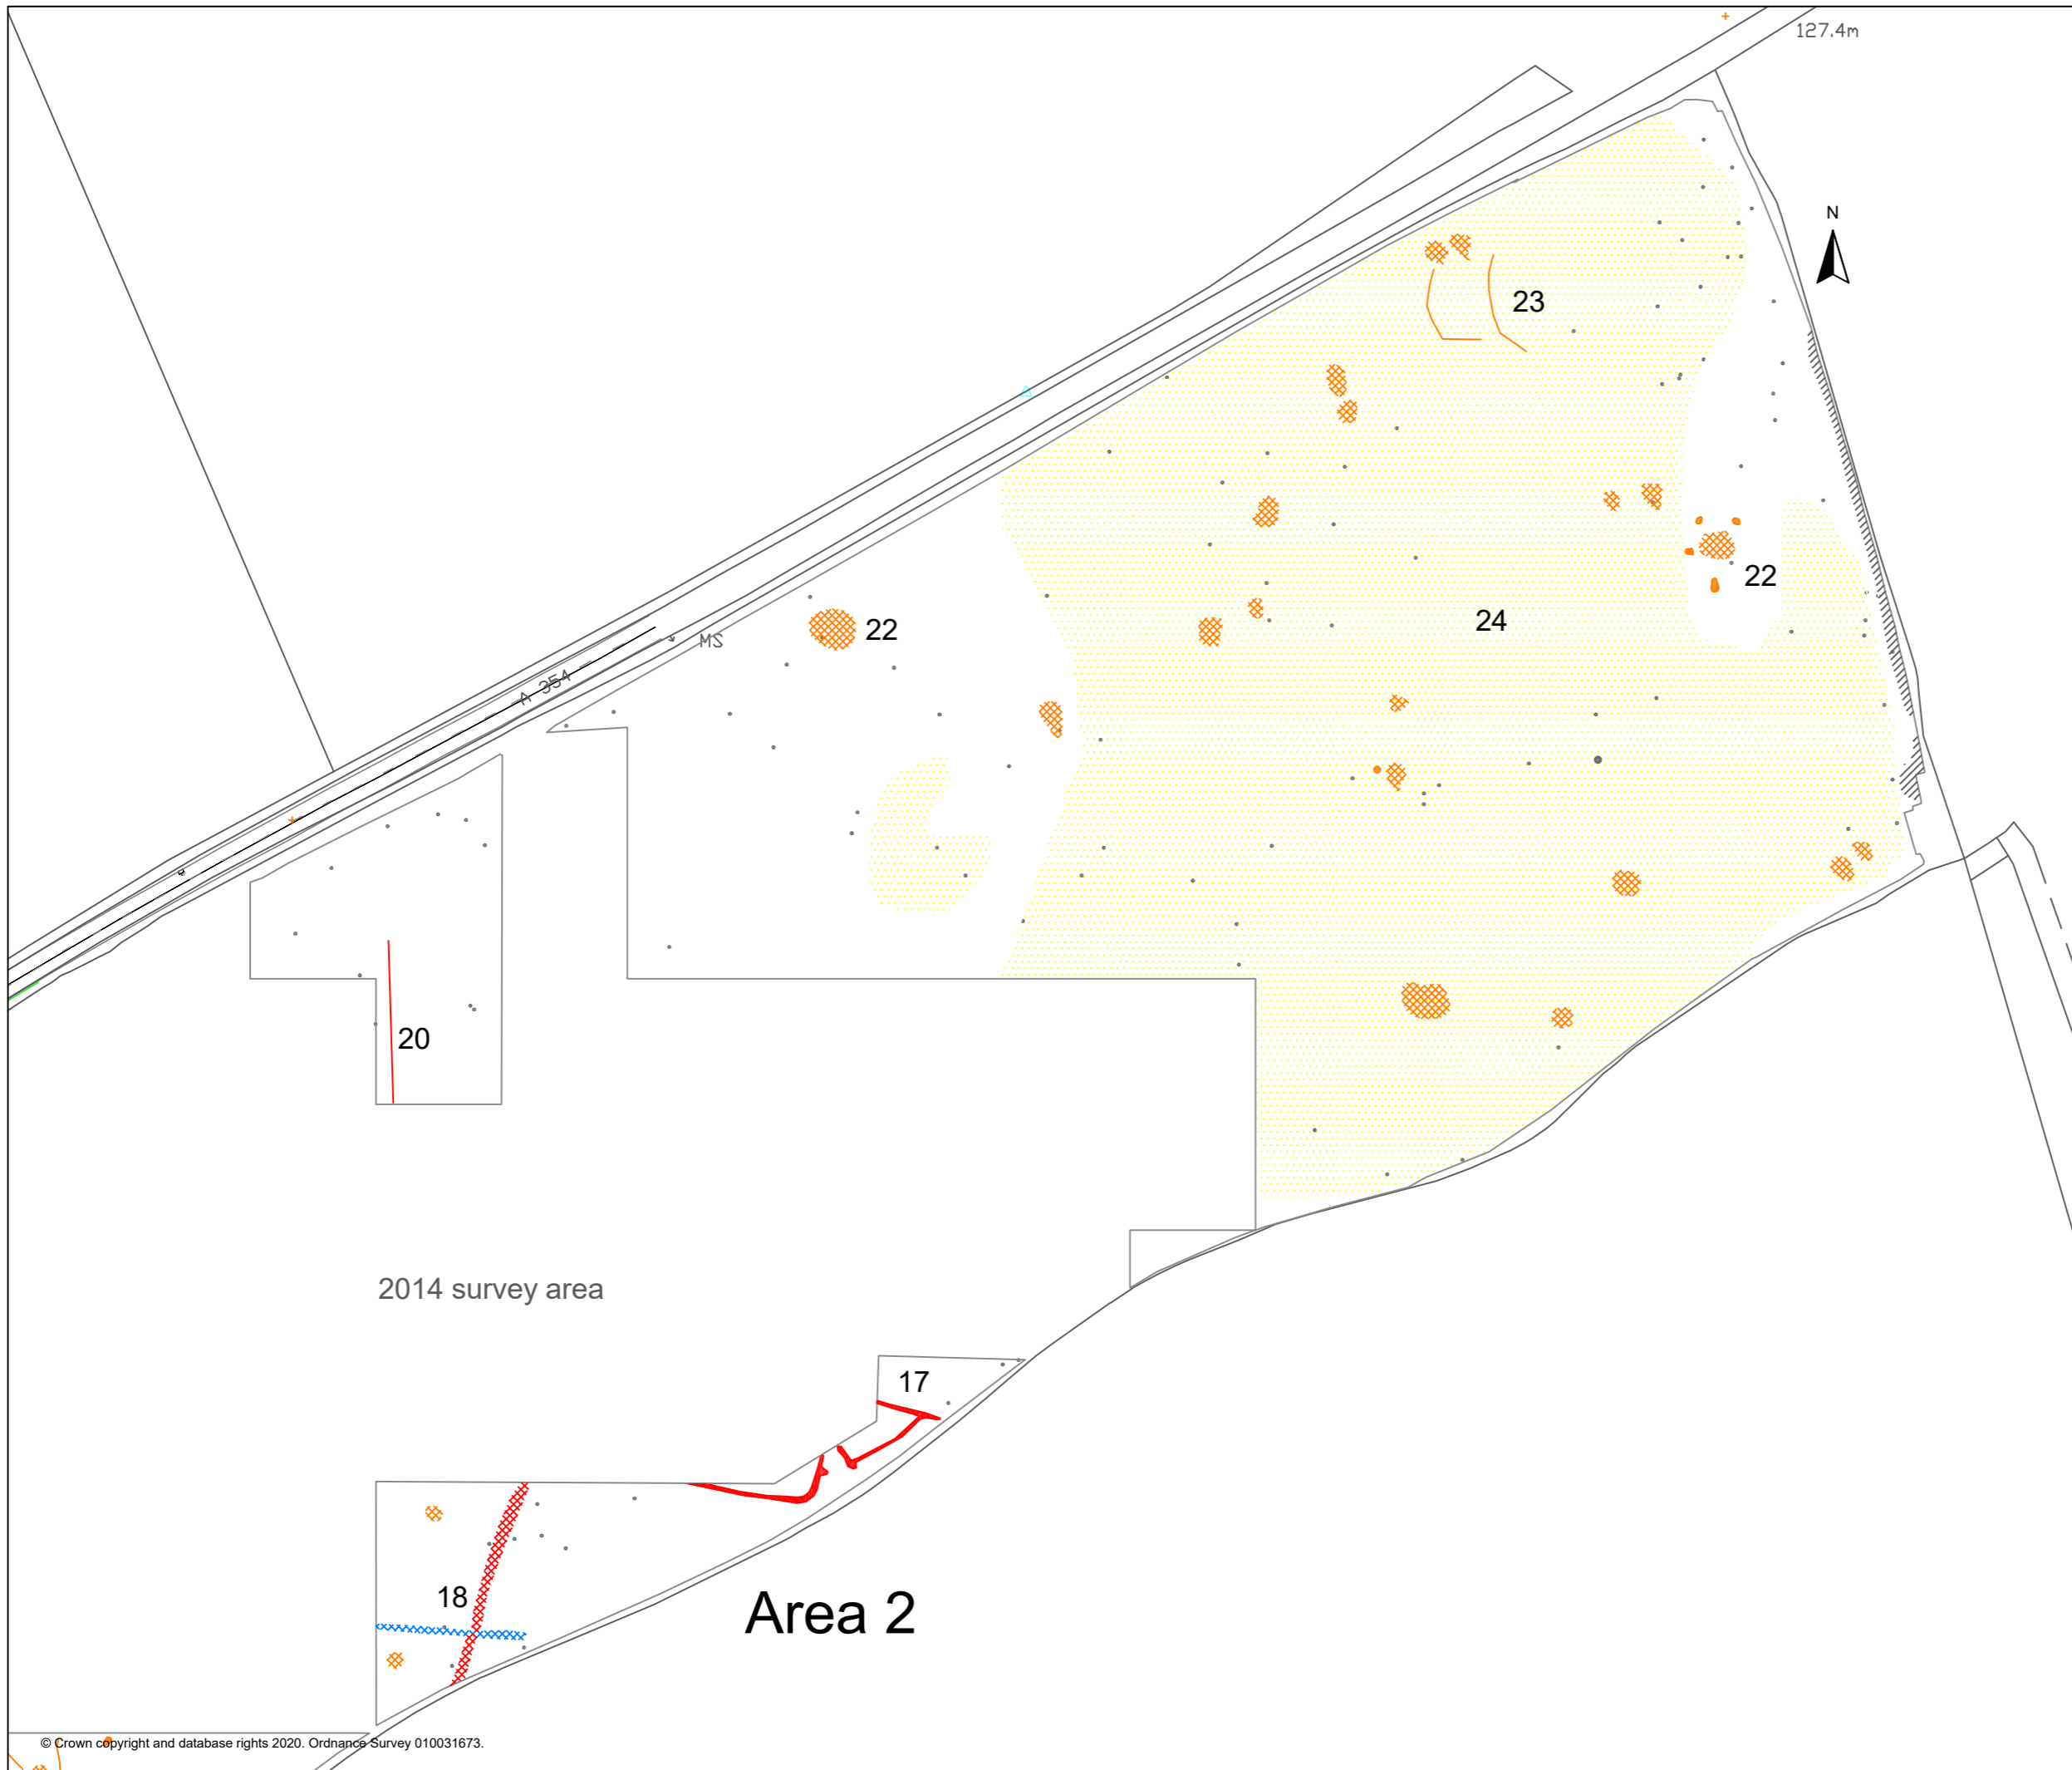 127.4m
N
23
22
24
22
MS
A 354
20
2014 survey area
17
18
Area 2
© Crown copyright and database rights 2020. Ordnance Survey 010031673.